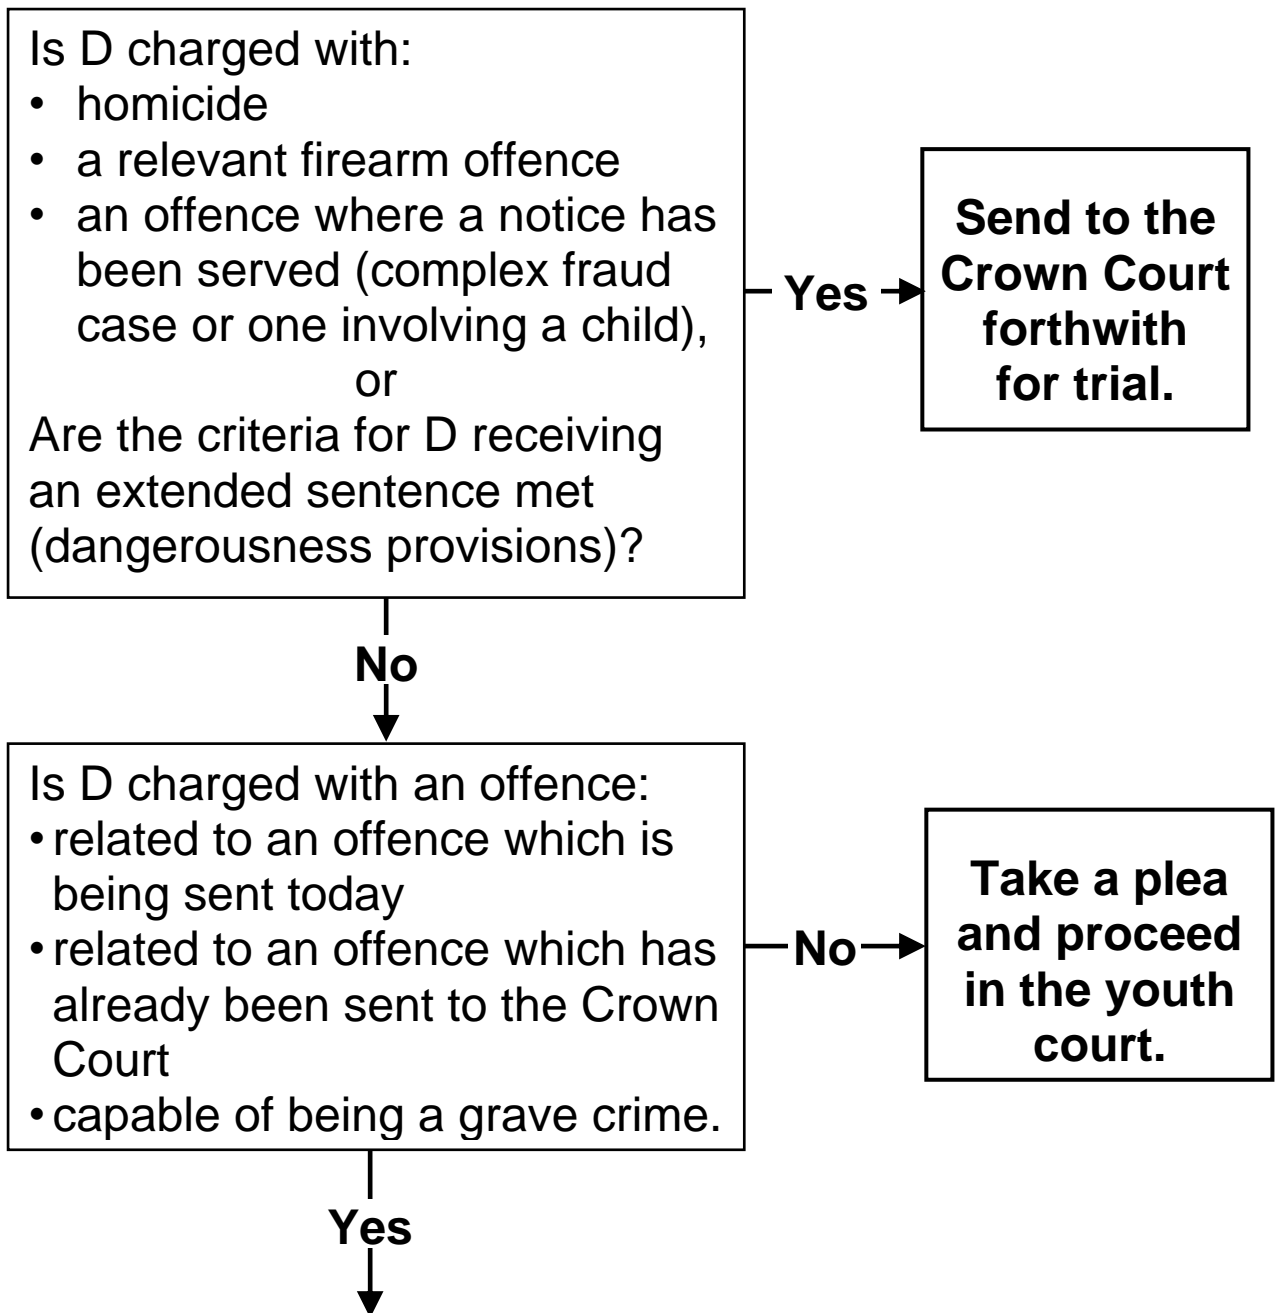 Is D charged with:
• homicide
• a relevant firearm offence
• an offence where a notice has
been served (complex fraud
case or one involving a child),
or
Are the criteria for D receiving
an extended sentence met
(dangerousness provisions)?
Yes
Send to the
Crown Court
forthwith
for trial.
No
Is D charged with an offence:
• related to an offence which is
being sent today
• related to an offence which has
already been sent to the Crown
Court
• capable of being a grave crime.
No
Take a plea
and proceed
in the youth
court.
Yes